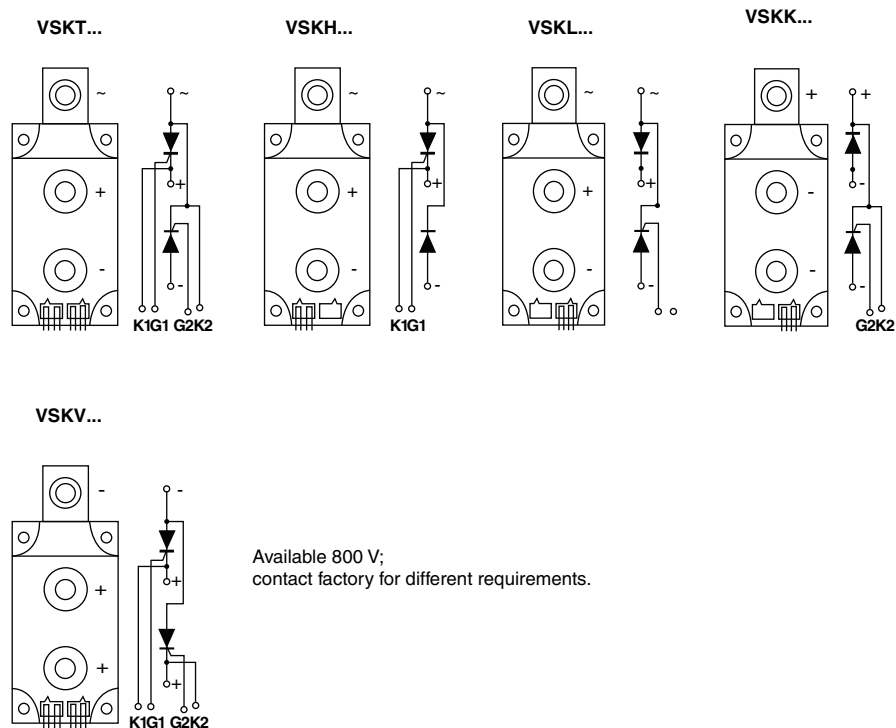 VSKT...
VSKH...
VSKL...
VSKK...
~
~
~
~
~
~
+
+
+
+
+
+
+
+
-
-
-
-
-
-
-
-
-
-
K1G1 G2K2
K1G1
G2K2
VSKV...
-
-
+
+
+
+
K1G1 G2K2
Available 800 V;
contact factory for different requirements.